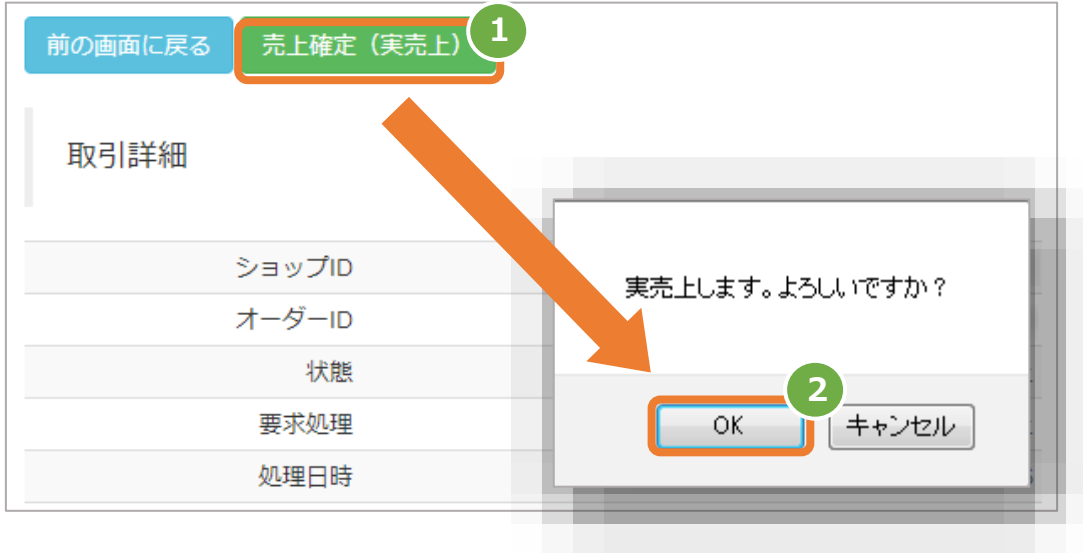 前の画面に戻る
売上確定（実売上）
1
取引詳細
ショップID
オーダーID
状態
要求処理
処理日時
実売上します。よろしいですか？
2
OK
キャンセル